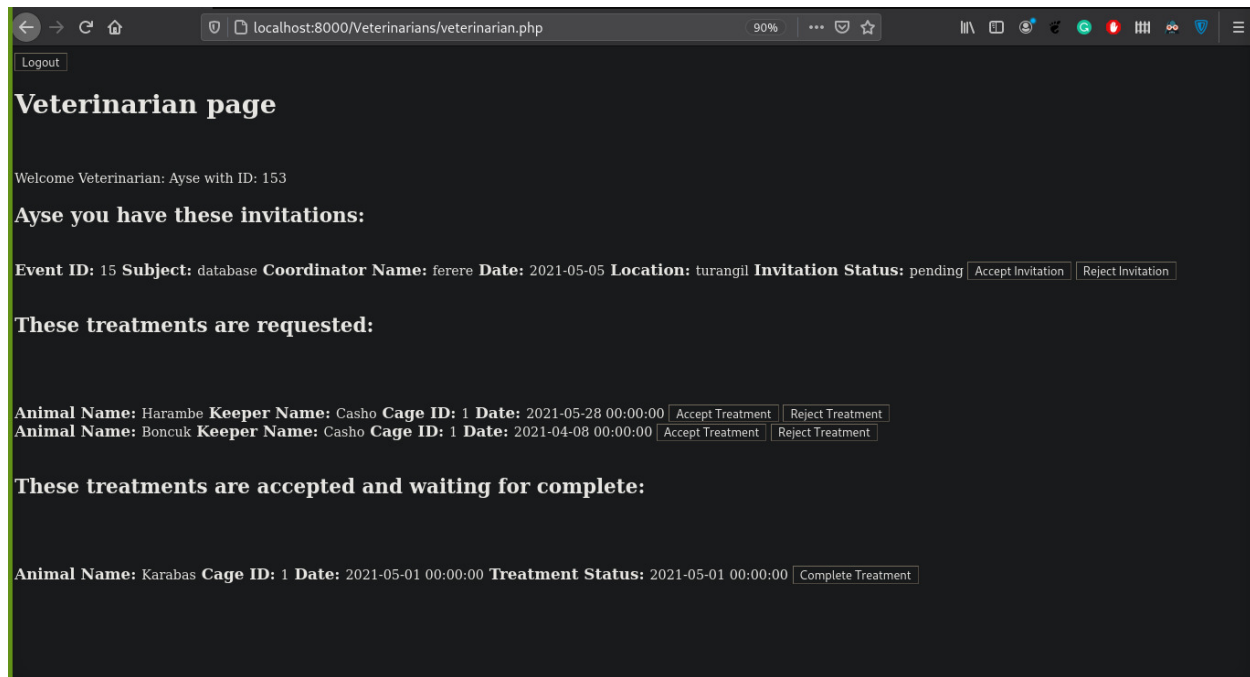 localhost:8000/Veterinarians/veterinarian.php 90%
Logout
Veterinarian page
Welcome Veterinarian: Ayse with ID: 153
Ayse you have these invitations:
Event ID: 15 Subject: database Coordinator Name: ferere Date: 2021-05-05 Location: turangil Invitation Status: pending Accept Invitation Reject Invitation
These treatments are requested:
Animal Name: Harambe Keeper Name: Casho Cage ID: 1 Date: 2021-05-28 00:00:00 Accept Treatment Reject Treatment
Animal Name: Boncuk Keeper Name: Casho Cage ID: 1 Date: 2021-04-08 00:00:00 Accept Treatment Reject Treatment
These treatments are accepted and waiting for complete:
Animal Name: Karabas Cage ID: 1 Date: 2021-05-01 00:00:00 Treatment Status: 2021-05-01 00:00:00 Complete Treatment